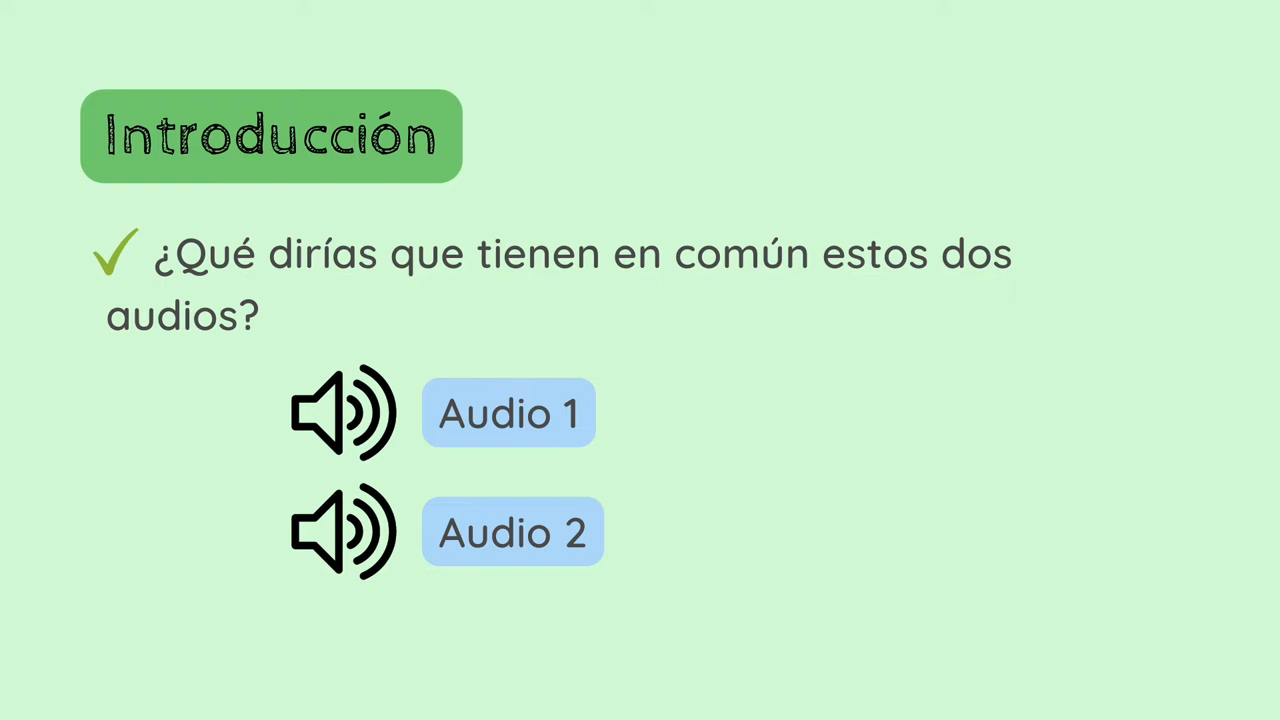 Introducción
¿Qué dirías que tienen en común estos dos
audios?
Audio 1
Audio 2